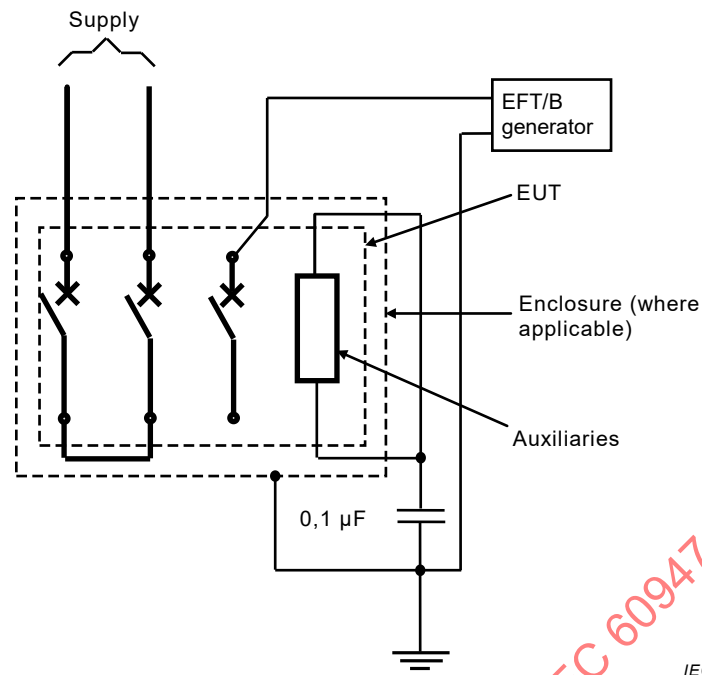 Supply
EFT/B
generator
EUT
Enclosure (where
applicable)
Auxiliaries
0,1 µF